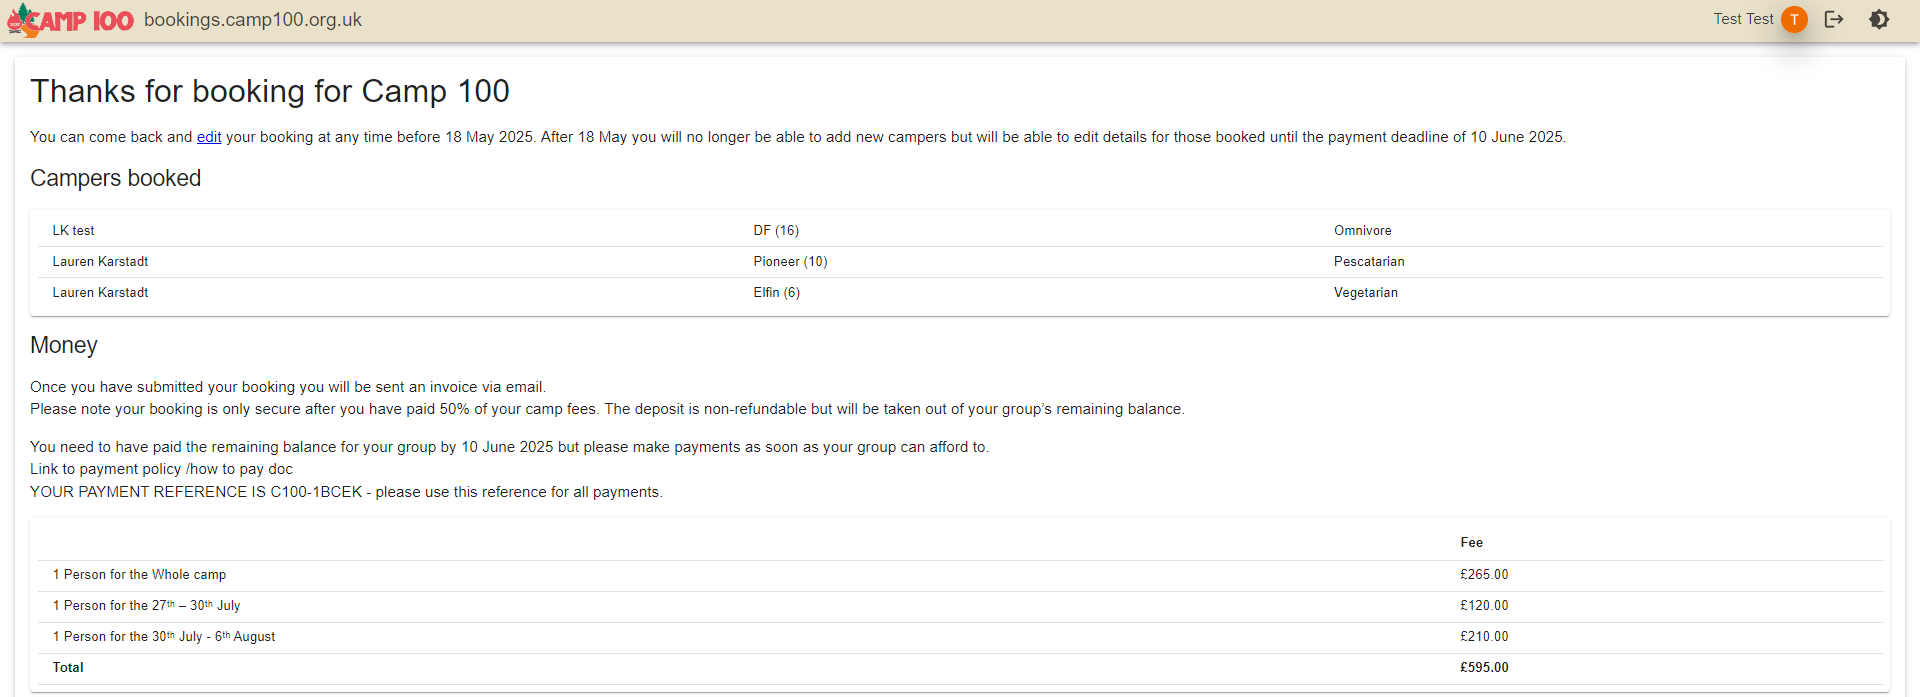 CAMP 100 bookings.camp100.org.uk Test Test T
Thanks for booking for Camp 100
You can come back and edit your booking at any time before 18 May 2025. After 18 May you will no longer be able to add new campers but will be able to edit details for those booked until the payment deadline of 10 June 2025.
Campers booked
LK test DF (16) Omnivore
Lauren Karstadt Pioneer (10) Pescatarian
Lauren Karstadt Elfin (6) Vegetarian
Money
Once you have submitted your booking you will be sent an invoice via email.
Please note your booking is only secure after you have paid 50% of your camp fees. The deposit is non-refundable but will be taken out of your group’s remaining balance.
You need to have paid the remaining balance for your group by 10 June 2025 but please make payments as soon as your group can afford to.
Link to payment policy /how to pay doc
YOUR PAYMENT REFERENCE IS C100-1BCEK - please use this reference for all payments.
Fee
1 Person for the Whole camp £265.00
1 Person for the 27th – 30th July £120.00
1 Person for the 30th July - 6th August £210.00
Total £595.00